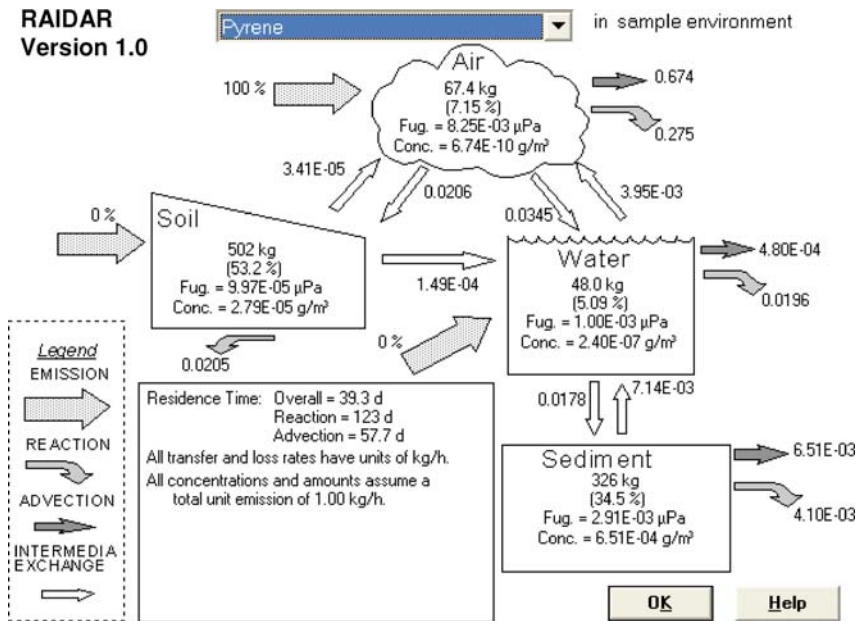 RAIDAR
Version 1.0
Pyrene
in sample environment
Air
67.4 kg
(7.15 %)
Fug. = 8.25E-03 µPa
Conc. = 6.74E-10 g/m³
100 %
0.674
0.275
3.41E-05
0.0206
0.0345
3.95E-03
0 %
Soil
502 kg
(53.2 %)
Fug. = 9.97E-05 µPa
Conc. = 2.79E-05 g/m³
1.49E-04
0.0205
Water
48.0 kg
(5.09 %)
Fug. = 1.00E-03 µPa
Conc. = 2.40E-07 g/m³
4.80E-04
0.0196
0 %
0.0178
7.14E-03
Sediment
326 kg
(34.5 %)
Fug. = 2.91E-03 µPa
Conc. = 6.51E-04 g/m³
6.51E-03
4.10E-03
Legend
EMISSION
REACTION
ADVECTION
INTERMEDIA
EXCHANGE
Residence Time: Overall = 39.3 d
Reaction = 123 d
Advection = 57.7 d
All transfer and loss rates have units of kg/h.
All concentrations and amounts assume a
total unit emission of 1.00 kg/h.
OK
Help